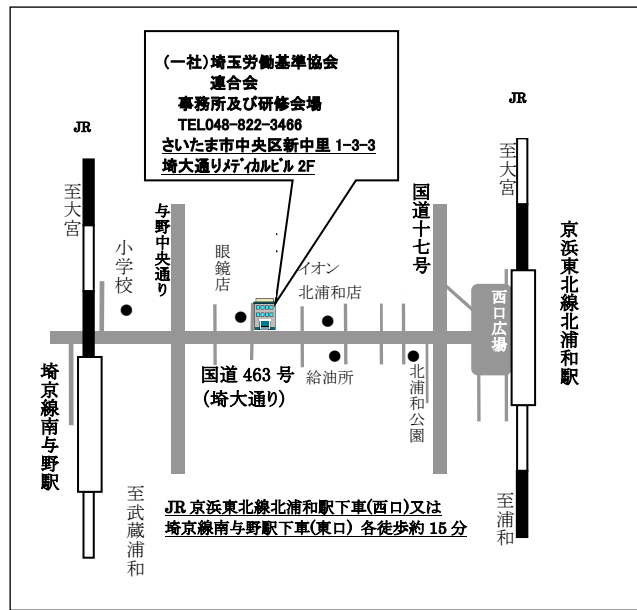 (一社)埼玉労働基準協会
連合会
事務所及び研修会場
TEL048-822-3466
さいたま市中央区新中里 1-3-3
埼大通りメディカルビル 2F
JR
JR
至大宮
至大宮
国道十七号
与野中央通り
小学校
眼鏡店
イオン
北浦和店
京浜東北線北浦和駅
西口広場
国道 463 号
(埼大通り)
給油所
北浦和公園
埼京線南与野駅
至武蔵浦和
至浦和
JR 京浜東北線北浦和駅下車(西口)又は
埼京線南与野駅下車(東口) 各徒歩約 15 分